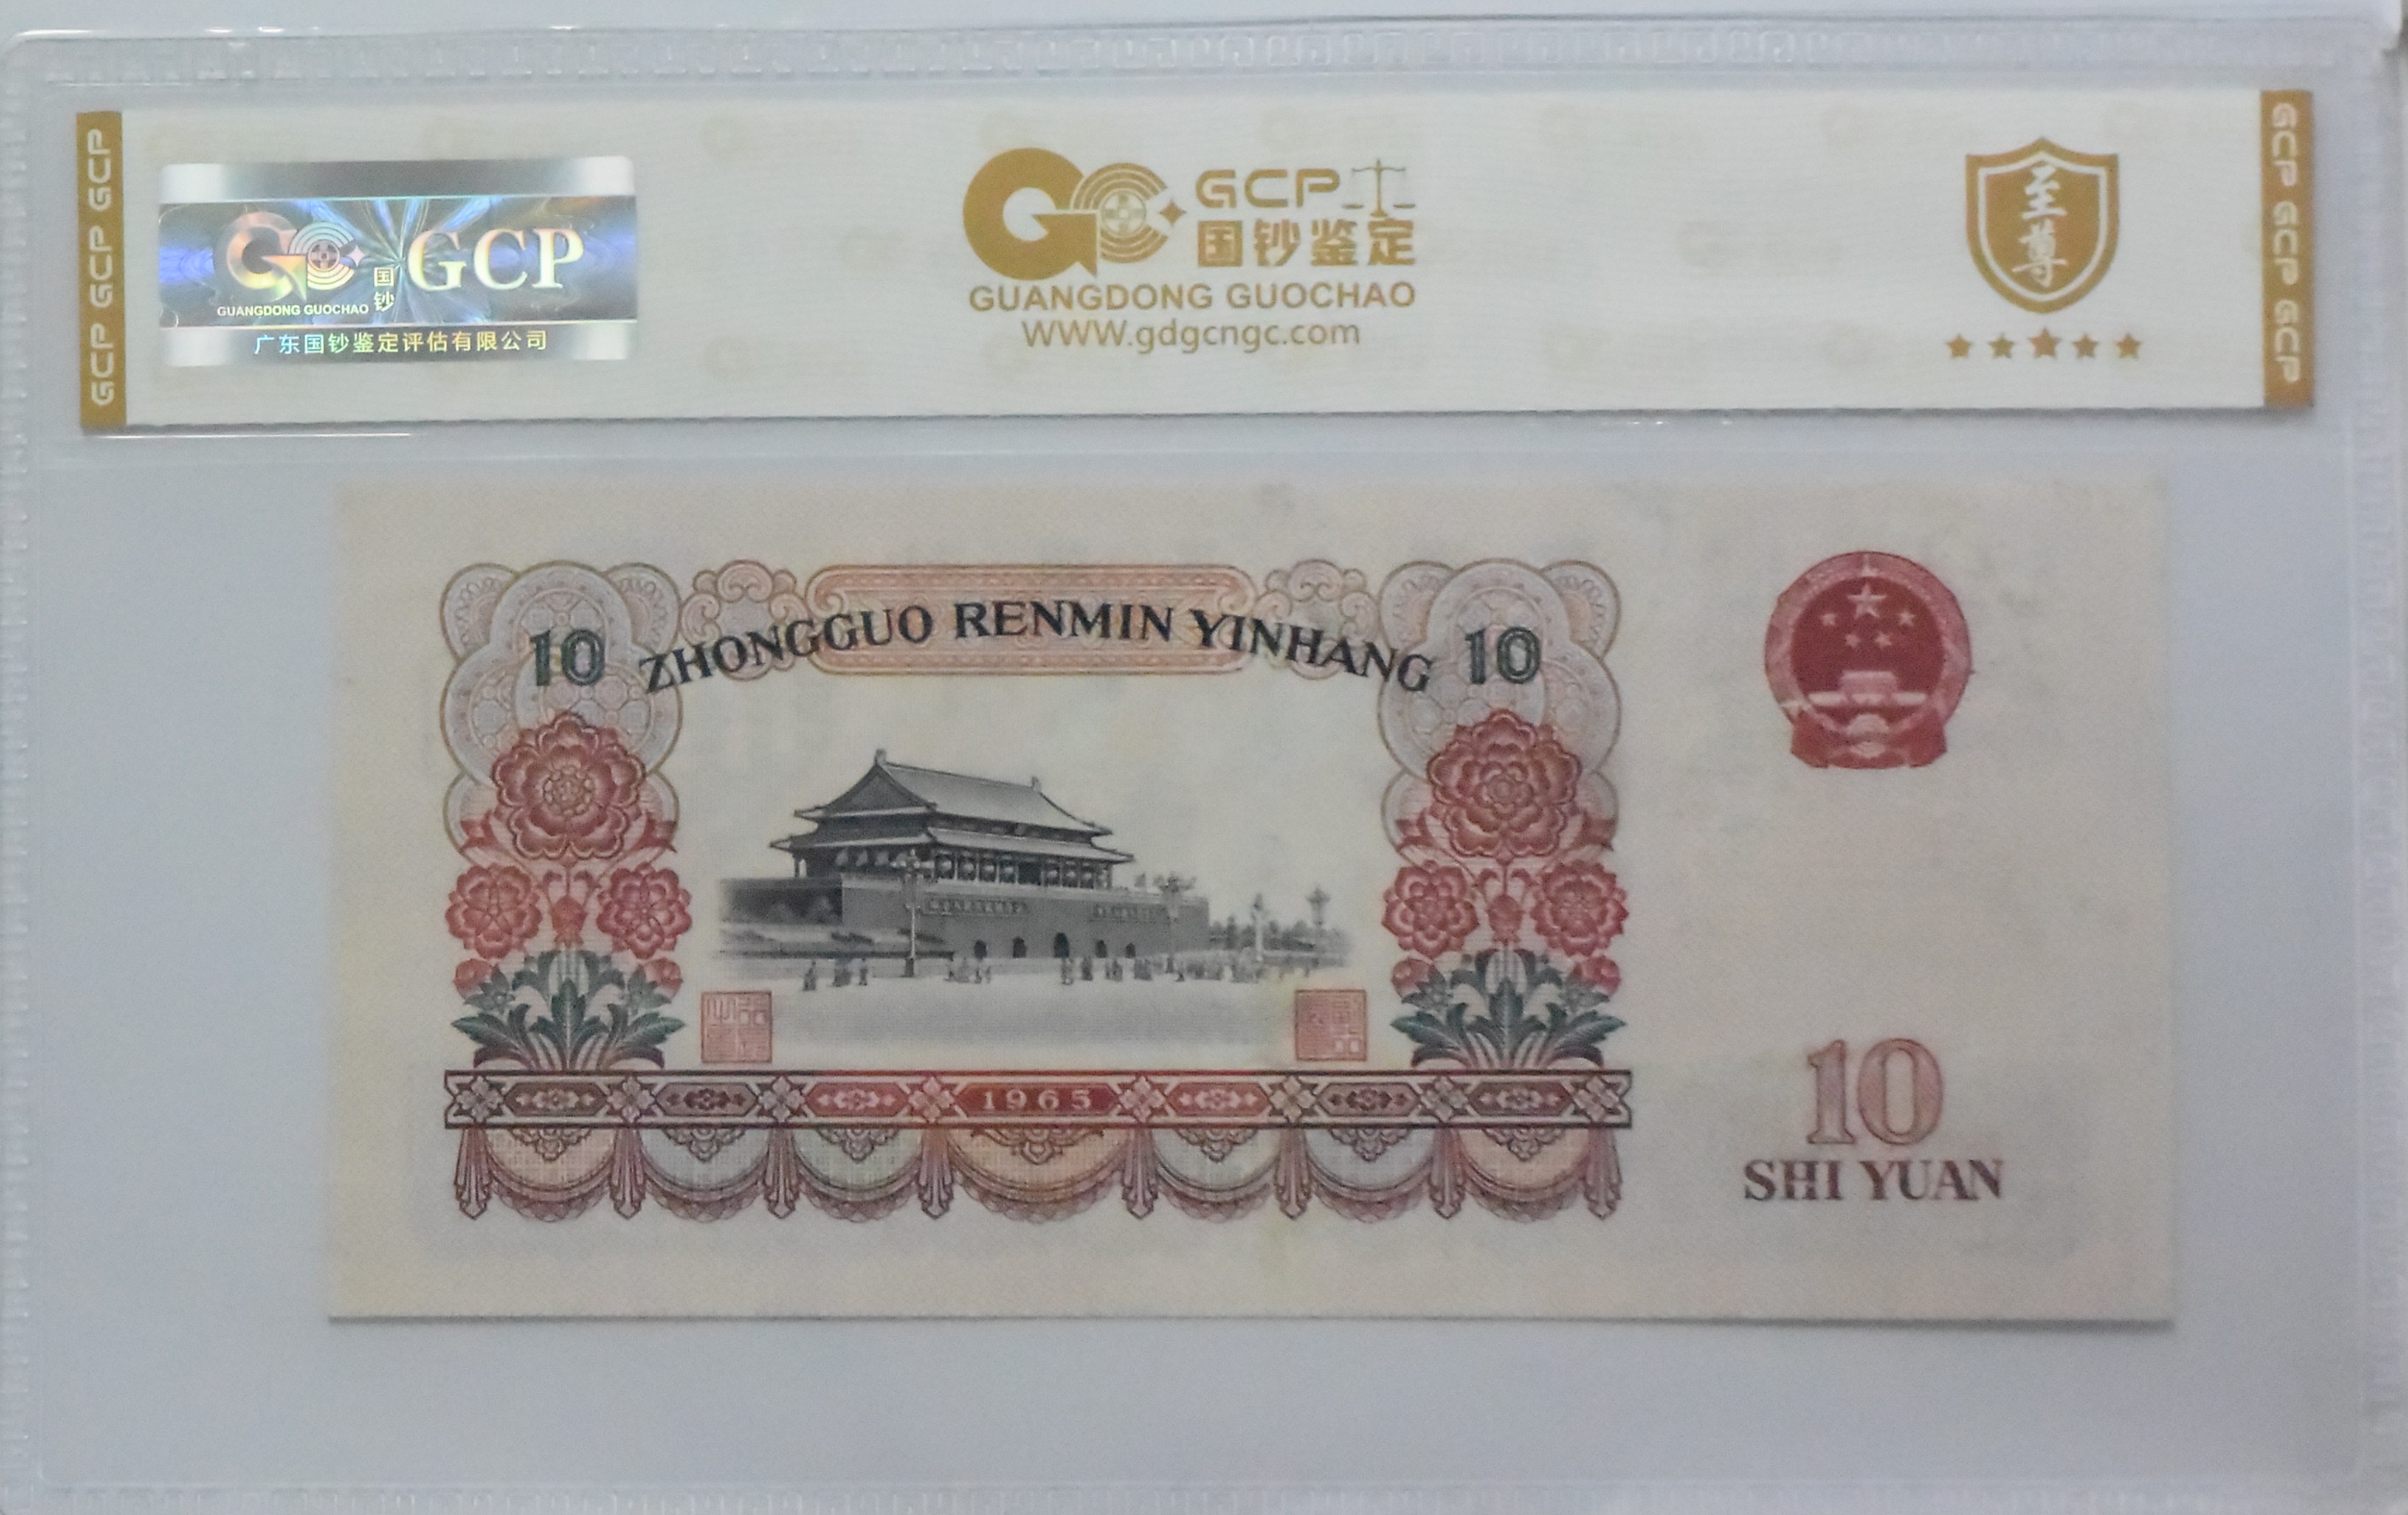 GCP GCP GCP
GCP
国钞
GUANGDONG GUOCHAO
广东国钞鉴定评估有限公司
GCP
国钞鉴定
GUANGDONG GUOCHAO
WWW.gdgcngc.com
至尊
GCP GCP GCP
10 ZHONGGUO RENMIN YINHANG 10
1965
10
SHI YUAN